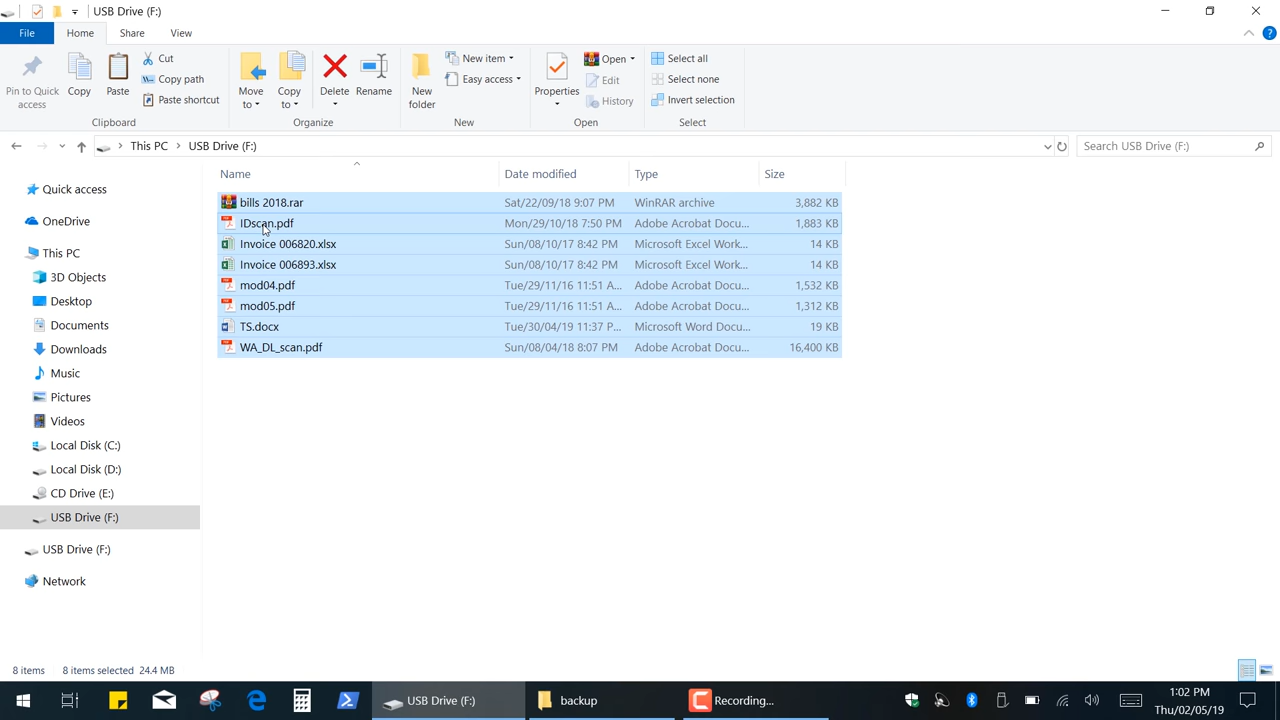 USB Drive (F:)
File Home Share View
Pin to Quick access Copy Paste Cut Copy path Paste shortcut Move to Copy to Delete Rename New folder New item Easy access Properties Open Edit History Select all Select none Invert selection
Clipboard Organize New Open Select
This PC USB Drive (F:) Search USB Drive (F:)
Name Date modified Type Size
bills 2018.rar Sat/22/09/18 9:07 PM WinRAR archive 3,882 KB
IDscan.pdf Mon/29/10/18 7:50 PM Adobe Acrobat Docu... 1,883 KB
Invoice 006820.xlsx Sun/08/10/17 8:42 PM Microsoft Excel Work... 14 KB
Invoice 006893.xlsx Sun/08/10/17 8:42 PM Microsoft Excel Work... 14 KB
mod04.pdf Tue/29/11/16 11:51 A... Adobe Acrobat Docu... 1,532 KB
mod05.pdf Tue/29/11/16 11:51 A... Adobe Acrobat Docu... 1,312 KB
TS.docx Tue/30/04/19 11:37 P... Microsoft Word Docu... 19 KB
WA_DL_scan.pdf Sun/08/04/18 8:07 PM Adobe Acrobat Docu... 16,400 KB
Quick access
OneDrive
This PC
3D Objects
Desktop
Documents
Downloads
Music
Pictures
Videos
Local Disk (C:)
Local Disk (D:)
CD Drive (E:)
USB Drive (F:)
USB Drive (F:)
Network
8 items 8 items selected 24.4 MB
USB Drive (F:) backup Recording... 1:02 PM
Thu/02/05/19